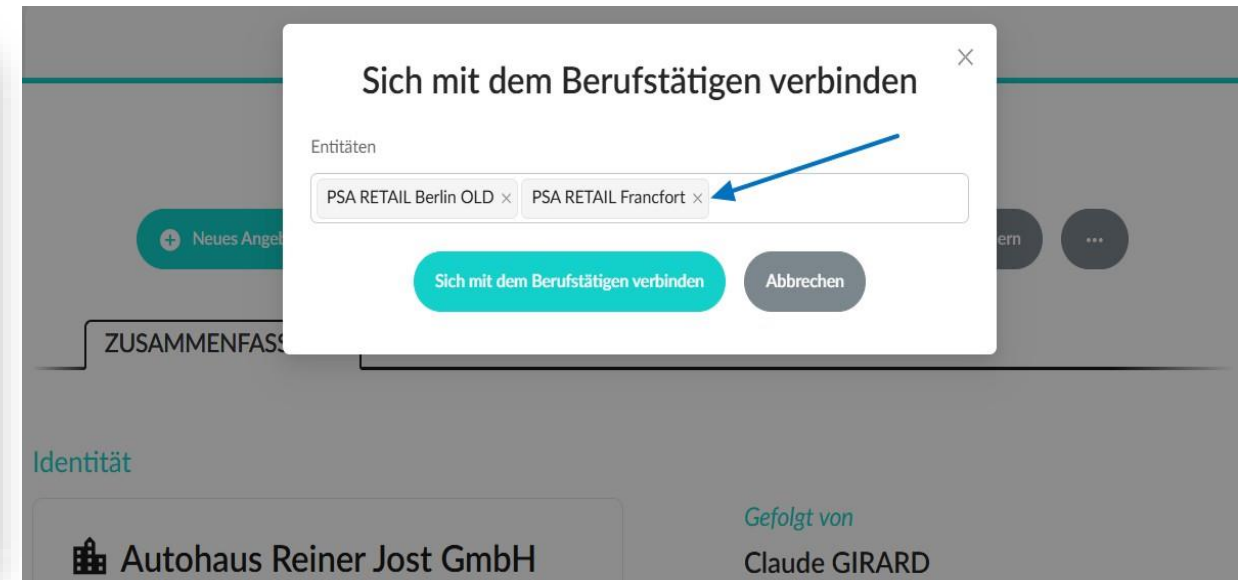 Sich mit dem Berufstätigen verbinden
Entitäten
PSA RETAIL Berlin OLD × PSA RETAIL Francfort ×
Neues Angeb
ern ...
Sich mit dem Berufstätigen verbinden Abbrechen
ZUSAMMENFASS
Identität
Gefolgt von
Autohaus Reiner Jost GmbH
Claude GIRARD